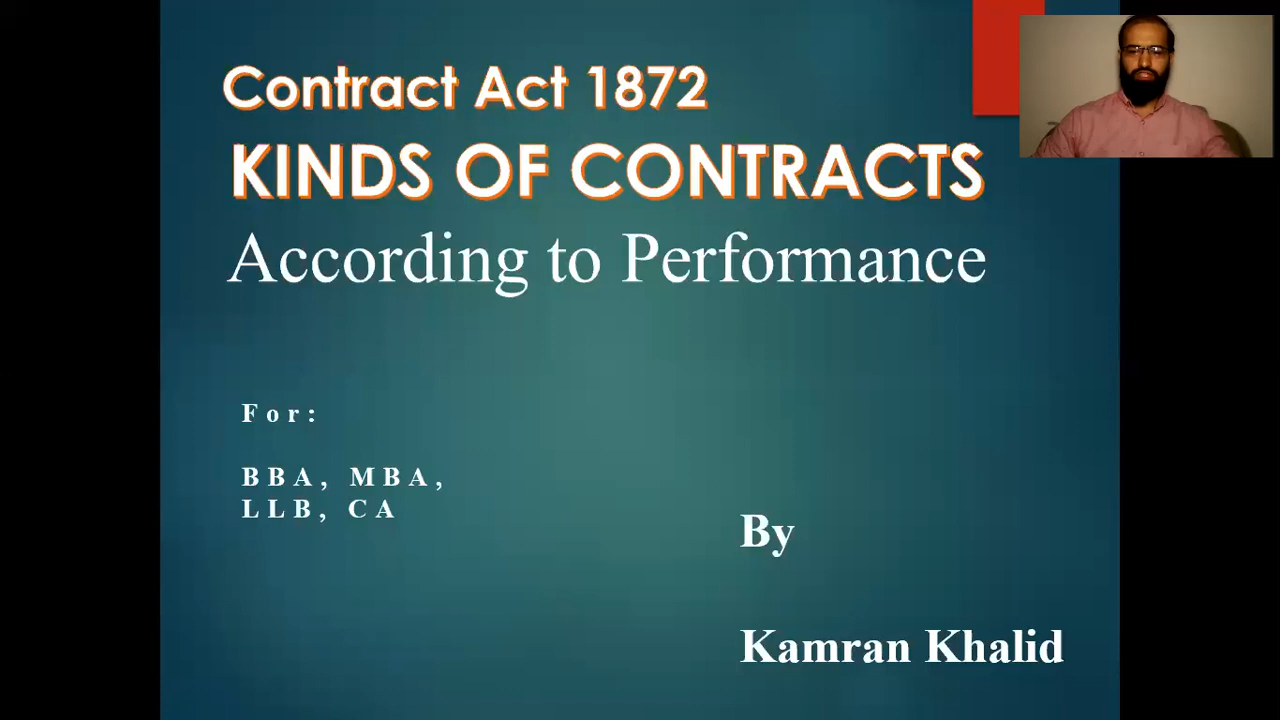 Contract Act 1872
KINDS OF CONTRACTS
According to Performance
For:
BBA, MBA,
LLB, CA
By
Kamran Khalid